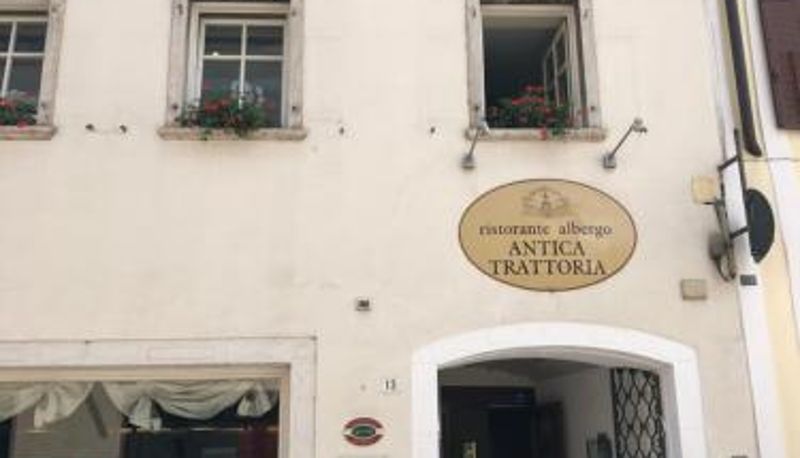 ristorante albergo
ANTICA
TRATTORIA
13